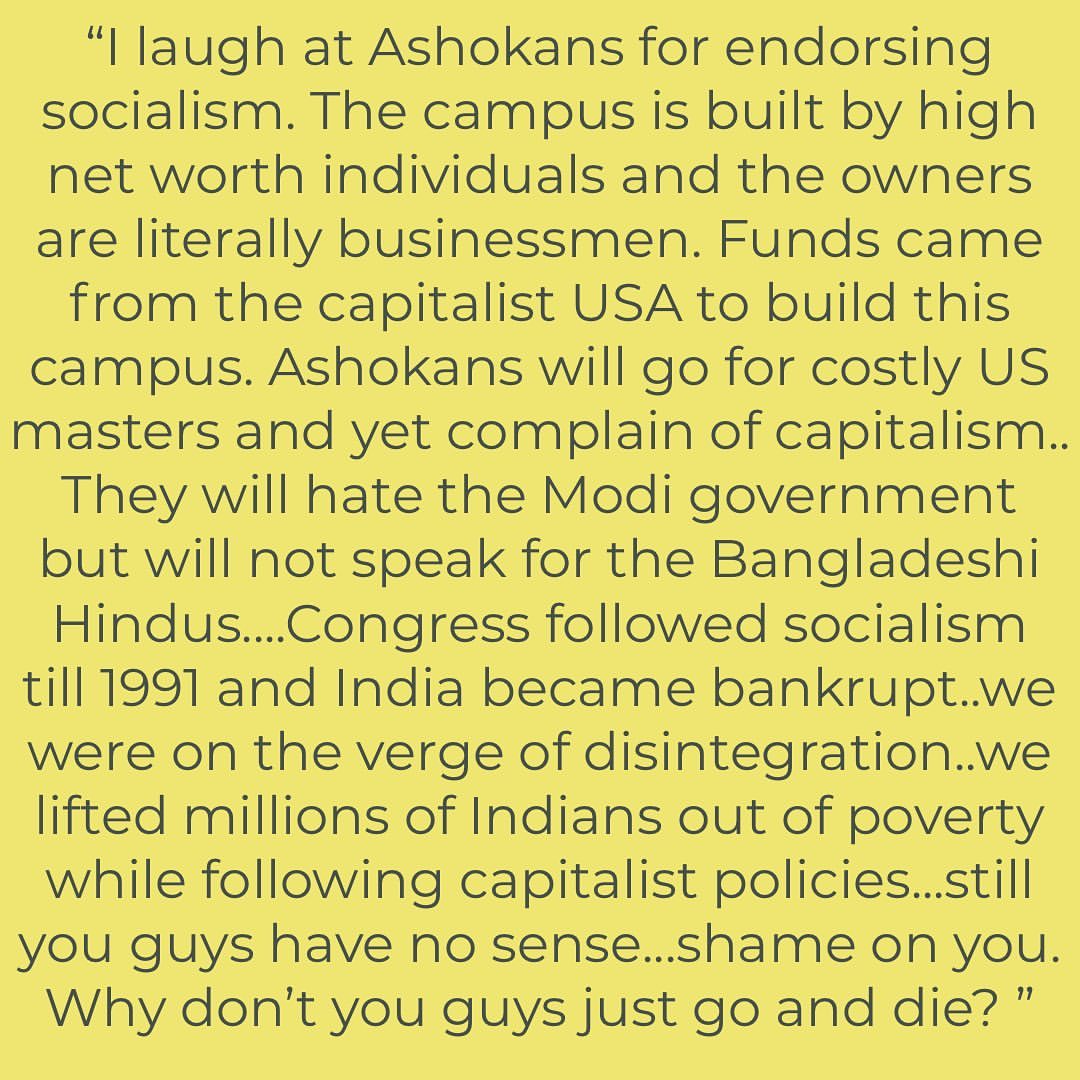 “I laugh at Ashokans for endorsing
socialism. The campus is built by high
net worth individuals and the owners
are literally businessmen. Funds came
from the capitalist USA to build this
campus. Ashokans will go for costly US
masters and yet complain of capitalism..
They will hate the Modi government
but will not speak for the Bangladeshi
Hindus....Congress followed socialism
till 1991 and India became bankrupt..we
were on the verge of disintegration..we
lifted millions of Indians out of poverty
while following capitalist policies...still
you guys have no sense...shame on you.
Why don’t you guys just go and die? ”